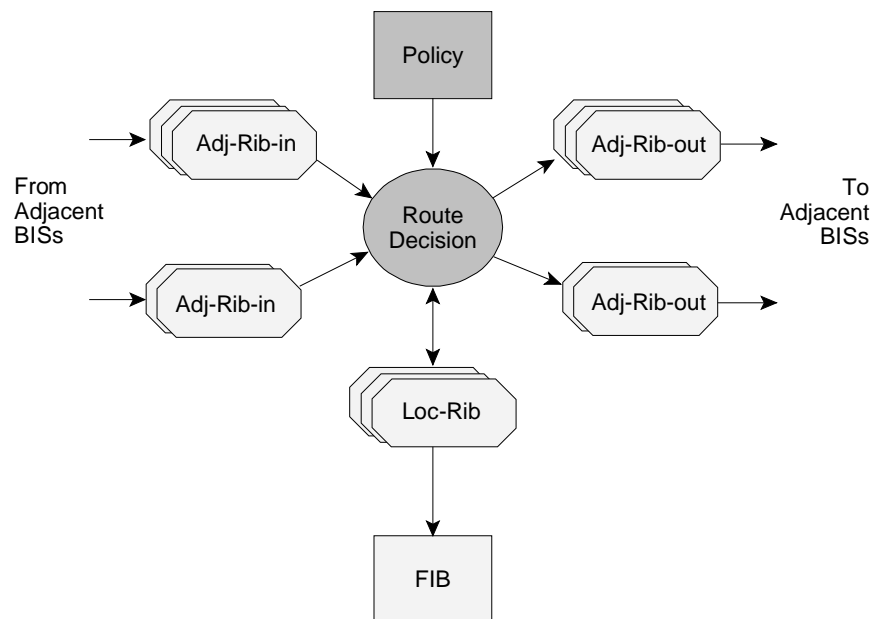 Policy
Adj-Rib-in
Adj-Rib-out
From
Adjacent
BISs
Route
Decision
To
Adjacent
BISs
Adj-Rib-in
Adj-Rib-out
Loc-Rib
FIB